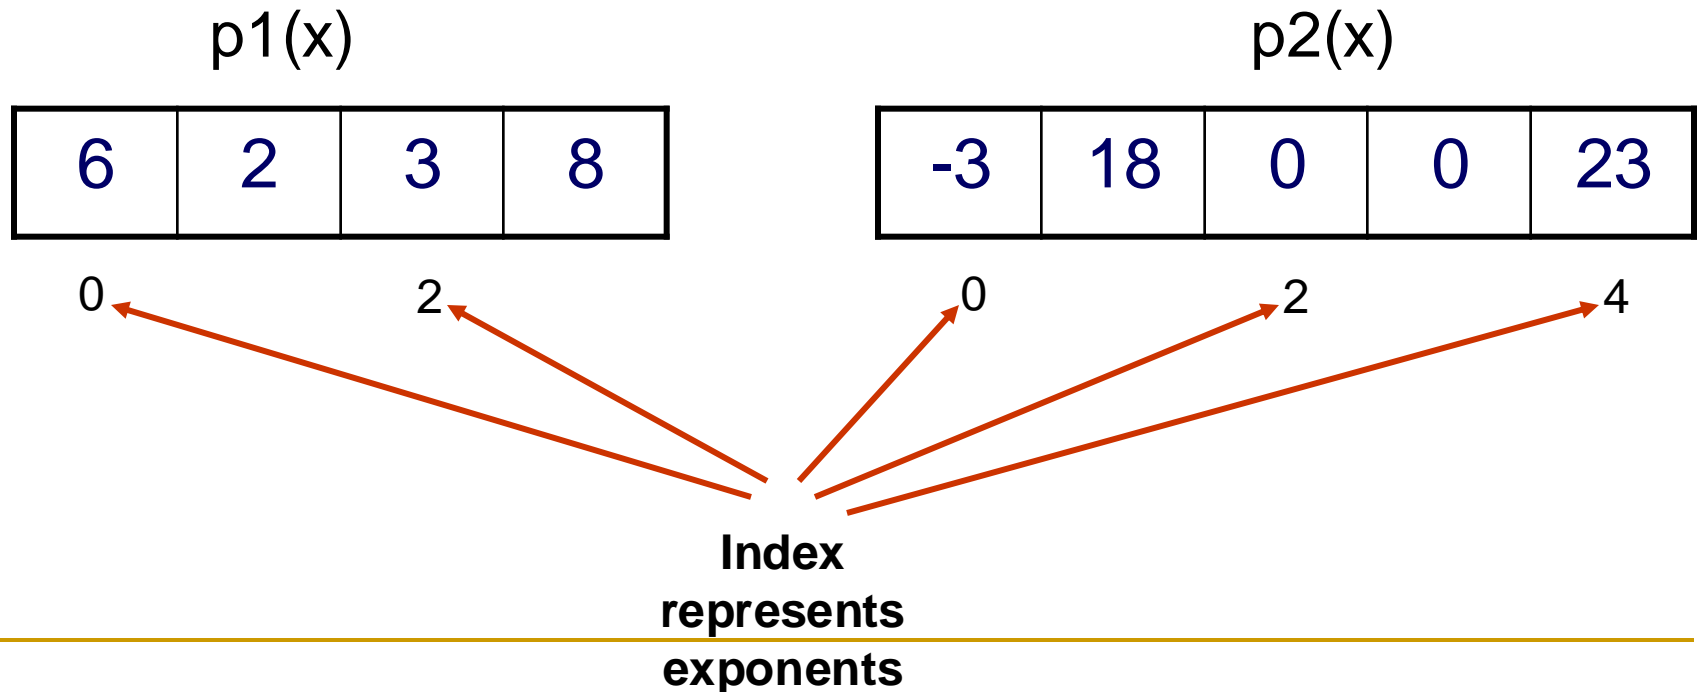 p1(x) p2(x)
6 2 3 8 -3 18 0 0 23
0 2 0 2 4
Index
represents
exponents